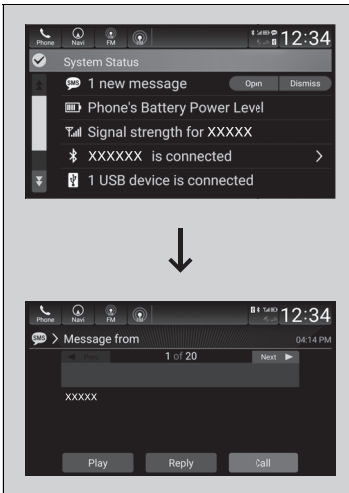 Phone Navi FM 12:34
System Status
SMS 1 new message Open Dismiss
Phone's Battery Power Level
Signal strength for XXXXX
XXXXXX is connected
1 USB device is connected
Phone Navi FM 12:34
SMS Message from 04:14 PM
Prev 1 of 20 Next
XXXXX
Play Reply Call